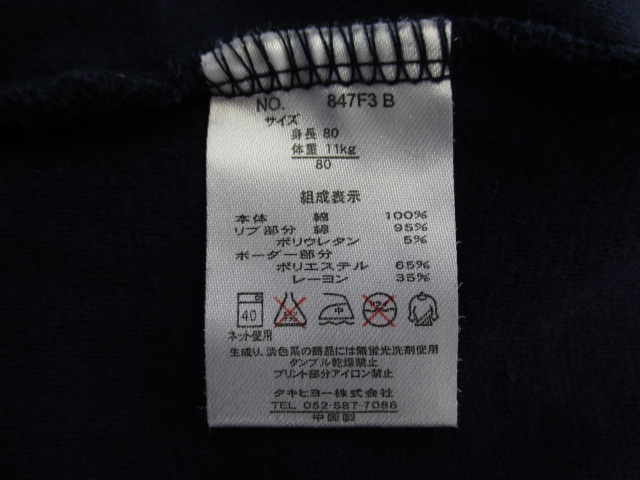 NO. 847F3 B
サイズ
身長 80
体重 11kg
80
組成表示
本体 綿 100%
リブ部分 綿 95%
ポリウレタン 5%
ボーダー部分
ポリエステル 65%
レーヨン 35%
40 中
ネット使用
生成り、淡色系の商品には無蛍光洗剤使用
タンブル乾燥禁止
プリント部分アイロン禁止
タキヒヨー株式会社
TEL 052-587-7086
中国製